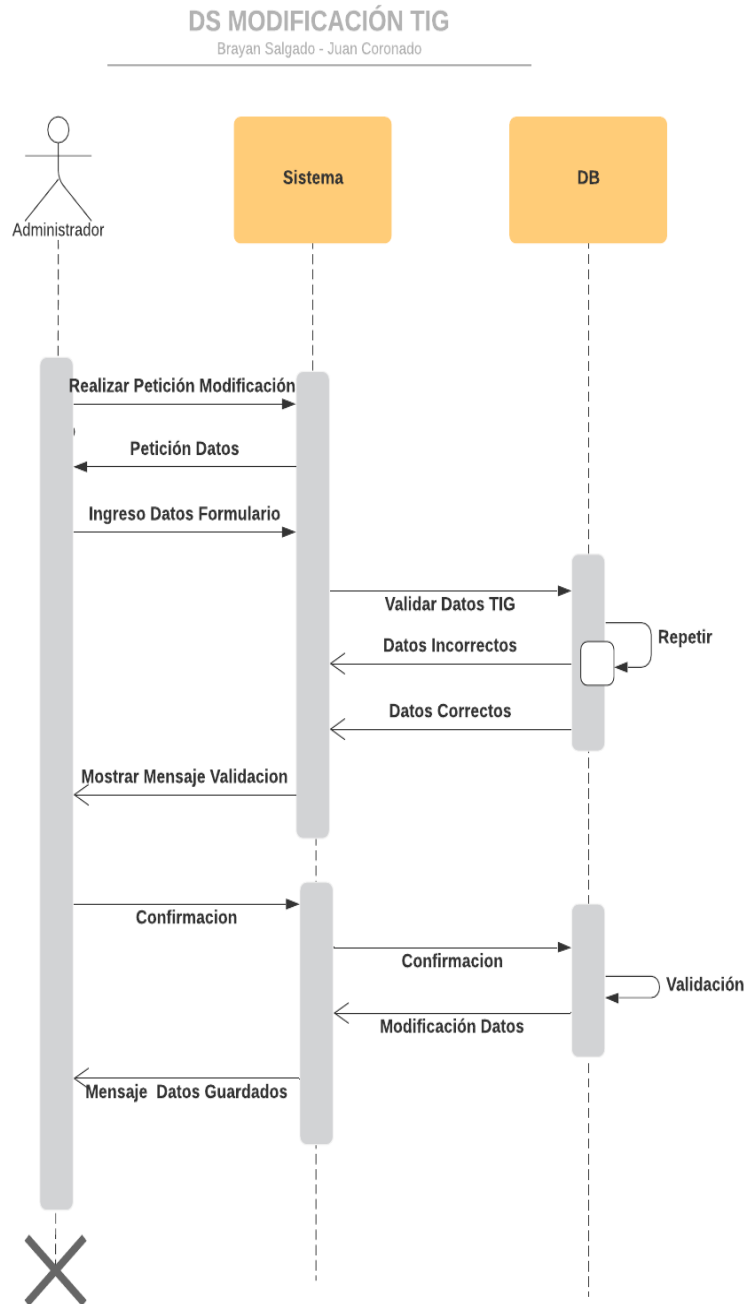 DS MODIFICACIÓN TIG
Brayan Salgado - Juan Coronado
Administrador
Sistema
DB
Realizar Petición Modificación
Petición Datos
Ingreso Datos Formulario
Validar Datos TIG
Repetir
Datos Incorrectos
Datos Correctos
Mostrar Mensaje Validacion
Confirmacion
Confirmacion
Validación
Modificación Datos
Mensaje Datos Guardados